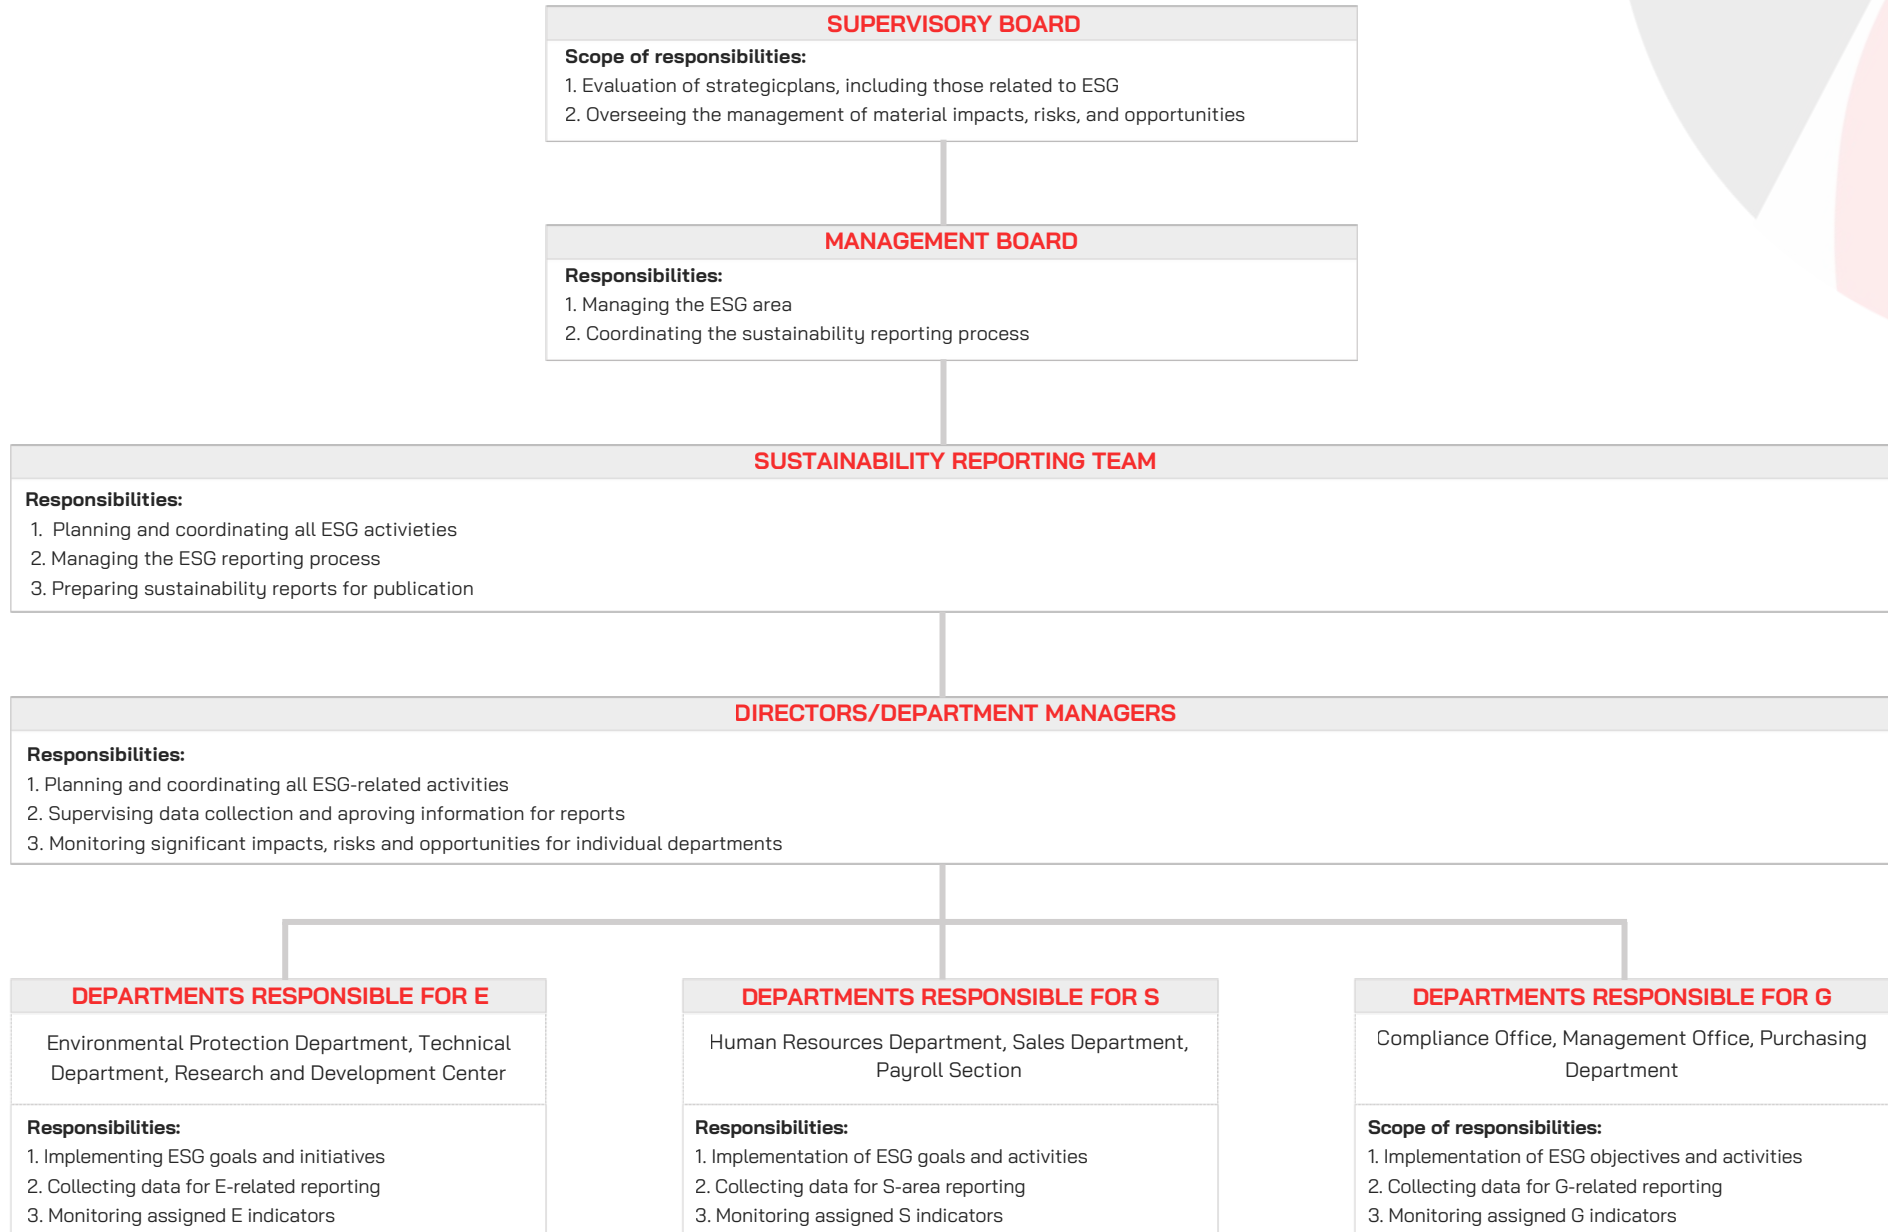 SUPERVISORY BOARD
Scope of responsibilities:
1. Evaluation of strategicplans, including those related to ESG
2. Overseeing the management of material impacts, risks, and opportunities
MANAGEMENT BOARD
Responsibilities:
1. Managing the ESG area
2. Coordinating the sustainability reporting process
SUSTAINABILITY REPORTING TEAM
Responsibilities:
1. Planning and coordinating all ESG activieties
2. Managing the ESG reporting process
3. Preparing sustainability reports for publication
DIRECTORS/DEPARTMENT MANAGERS
Responsibilities:
1. Planning and coordinating all ESG-related activities
2. Supervising data collection and aproving information for reports
3. Monitoring significant impacts, risks and opportunities for individual departments
DEPARTMENTS RESPONSIBLE FOR E
Environmental Protection Department, Technical
Department, Research and Development Center
Responsibilities:
1. Implementing ESG goals and initiatives
2. Collecting data for E-related reporting
3. Monitoring assigned E indicators
DEPARTMENTS RESPONSIBLE FOR S
Human Resources Department, Sales Department,
Payroll Section
Responsibilities:
1. Implementation of ESG goals and activities
2. Collecting data for S-area reporting
3. Monitoring assigned S indicators
DEPARTMENTS RESPONSIBLE FOR G
Compliance Office, Management Office, Purchasing
Department
Scope of responsibilities:
1. Implementation of ESG objectives and activities
2. Collecting data for G-related reporting
3. Monitoring assigned G indicators